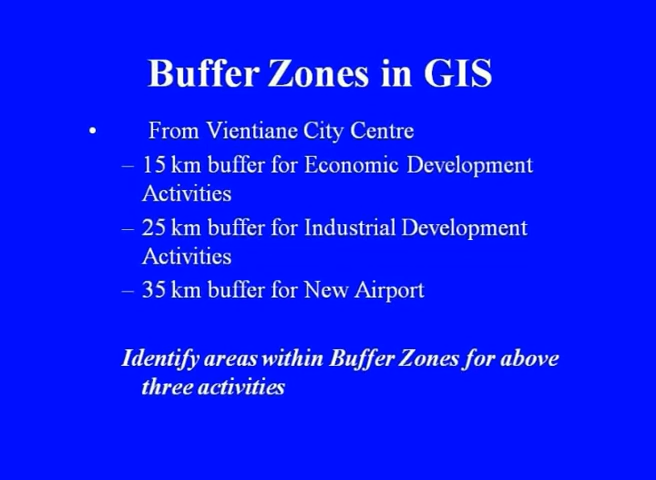 Buffer Zones in GIS
• From Vientiane City Centre
– 15 km buffer for Economic Development
Activities
– 25 km buffer for Industrial Development
Activities
– 35 km buffer for New Airport
Identify areas within Buffer Zones for above
three activities